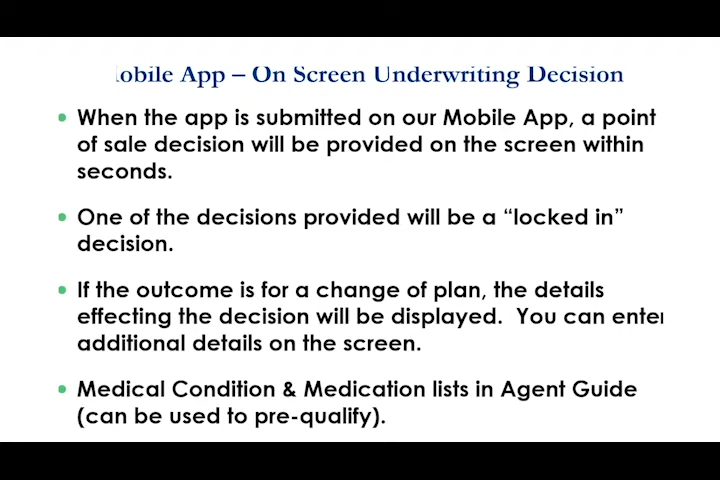 obile App – On Screen Underwriting Decision
• When the app is submitted on our Mobile App, a point
of sale decision will be provided on the screen within
seconds.
• One of the decisions provided will be a “locked in”
decision.
• If the outcome is for a change of plan, the details
effecting the decision will be displayed.  You can enter
additional details on the screen.
• Medical Condition & Medication lists in Agent Guide
(can be used to pre-qualify).